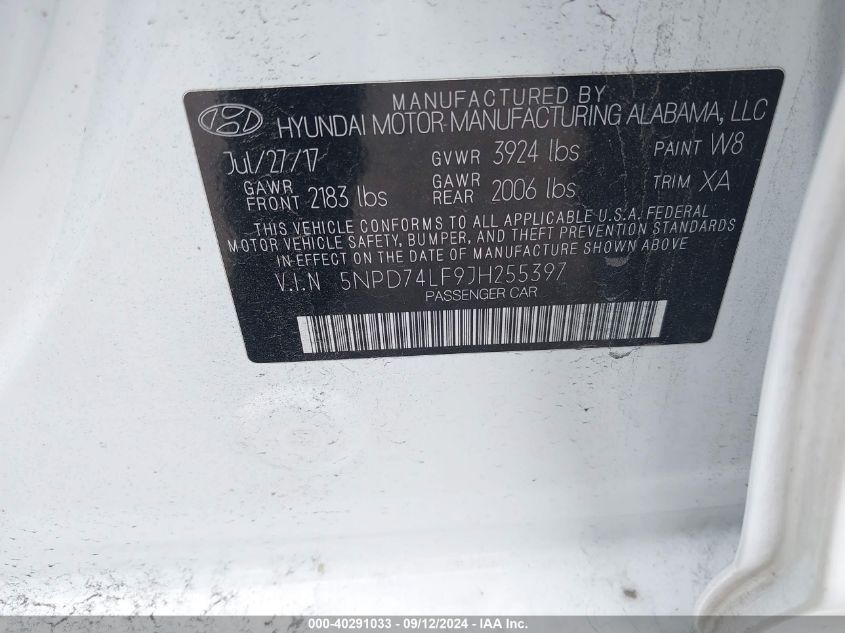 MANUFACTURED BY
HYUNDAI MOTOR MANUFACTURING ALABAMA, LLC
Jul/27/17 GVWR 3924 lbs PAINT W8
GAWR FRONT 2183 lbs GAWR REAR 2006 lbs TRIM XA
THIS VEHICLE CONFORMS TO ALL APPLICABLE U.S.A. FEDERAL
MOTOR VEHICLE SAFETY, BUMPER, AND THEFT PREVENTION STANDARDS
IN EFFECT ON THE DATE OF MANUFACTURE SHOWN ABOVE
V.I.N 5NPD74LF9JH255397
PASSENGER CAR
000-40291033 - 09/12/2024 - IAA Inc.